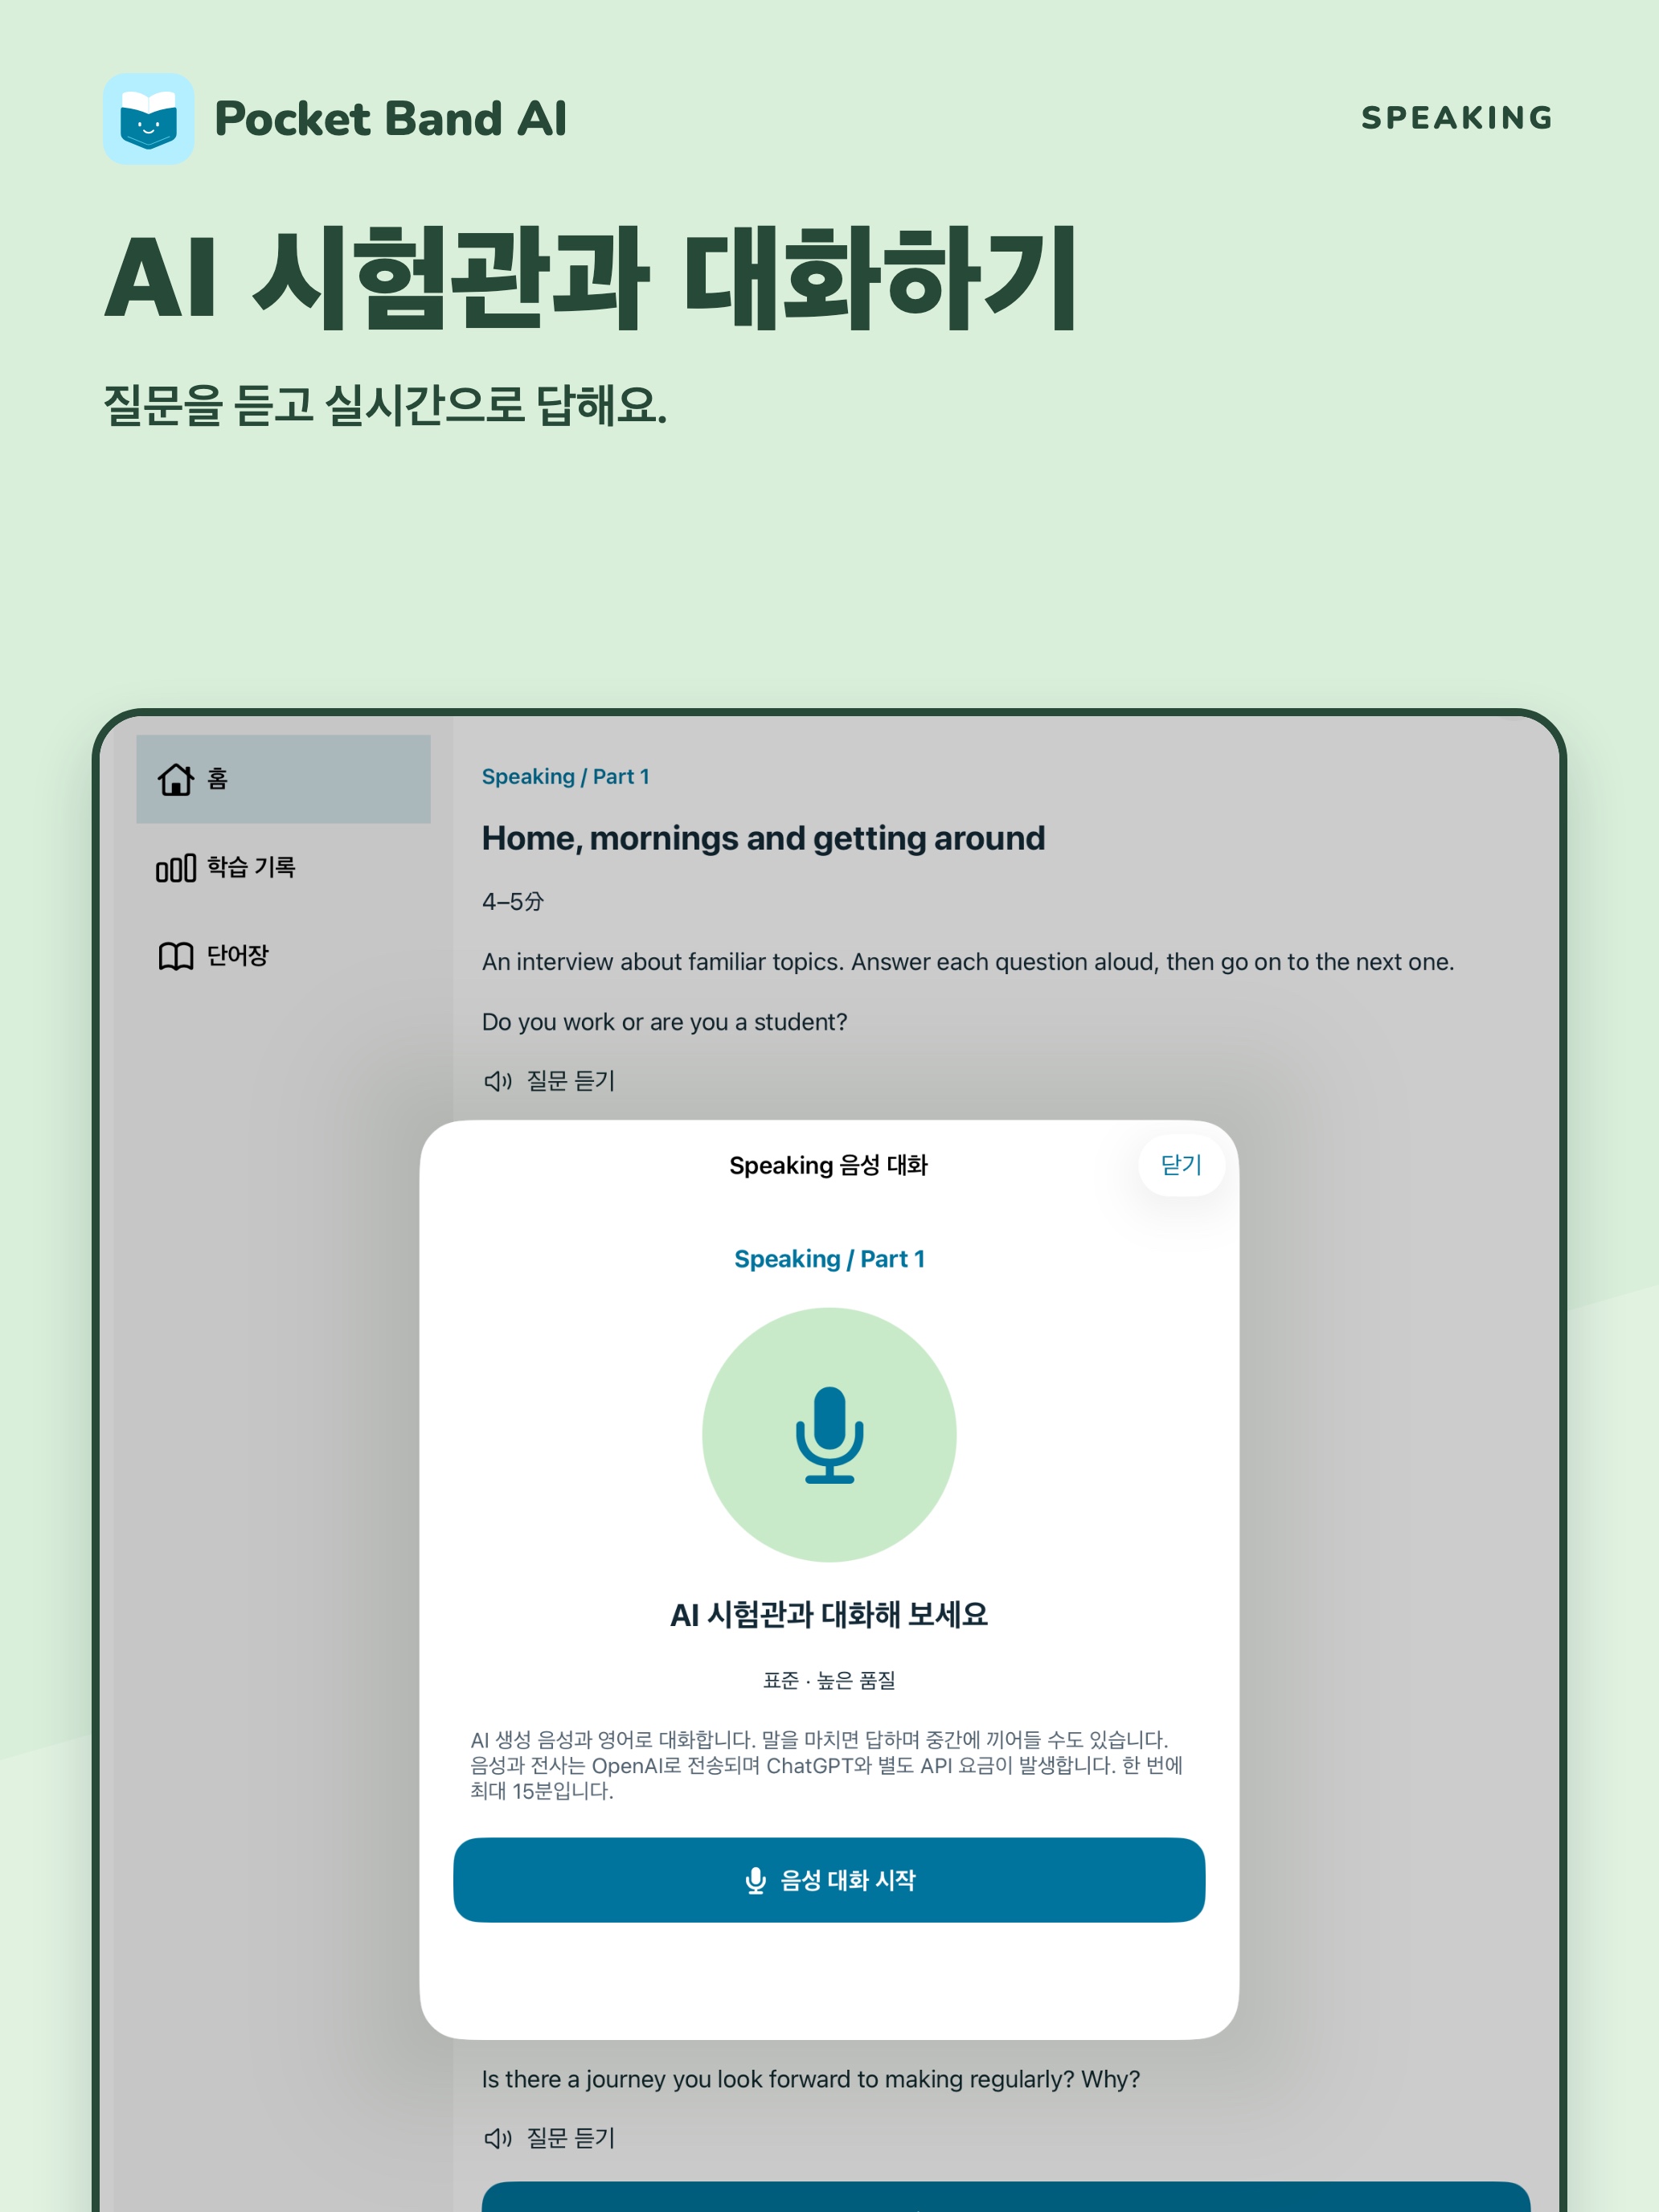 Pocket Band AI
SPEAKING
AI 시험관과 대화하기
질문을 듣고 실시간으로 답해요.
홈
학습 기록
단어장
Speaking / Part 1
Home, mornings and getting around
4–5分
An interview about familiar topics. Answer each question aloud, then go on to the next one.
Do you work or are you a student?
질문 듣기
Speaking 음성 대화
닫기
Speaking / Part 1
AI 시험관과 대화해 보세요
표준 · 높은 품질
AI 생성 음성과 영어로 대화합니다. 말을 마치면 답하며 중간에 끼어들 수도 있습니다.
음성과 전사는 OpenAI로 전송되며 ChatGPT와 별도 API 요금이 발생합니다. 한 번에
최대 15분입니다.
음성 대화 시작
Is there a journey you look forward to making regularly? Why?
질문 듣기